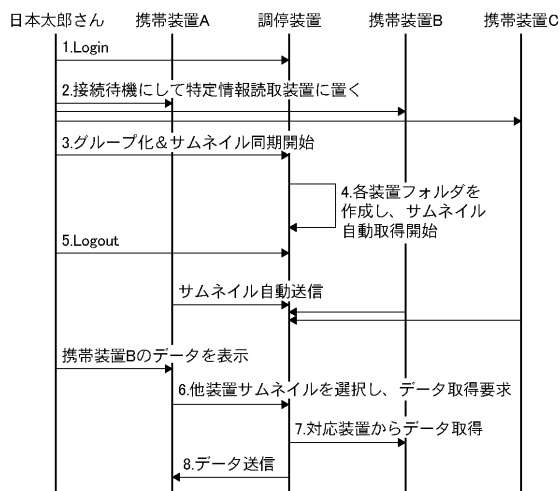 日本太郎さん
携帯装置A
調停装置
携帯装置B
携帯装置C
1.Login
2.接続待機にして特定情報読取装置に置く
3.グループ化＆サムネイル同期開始
4.各装置フォルダを
作成し、サムネイル
自動取得開始
5.Logout
サムネイル自動送信
携帯装置Bのデータを表示
6.他装置サムネイルを選択し、データ取得要求
7.対応装置からデータ取得
8.データ送信